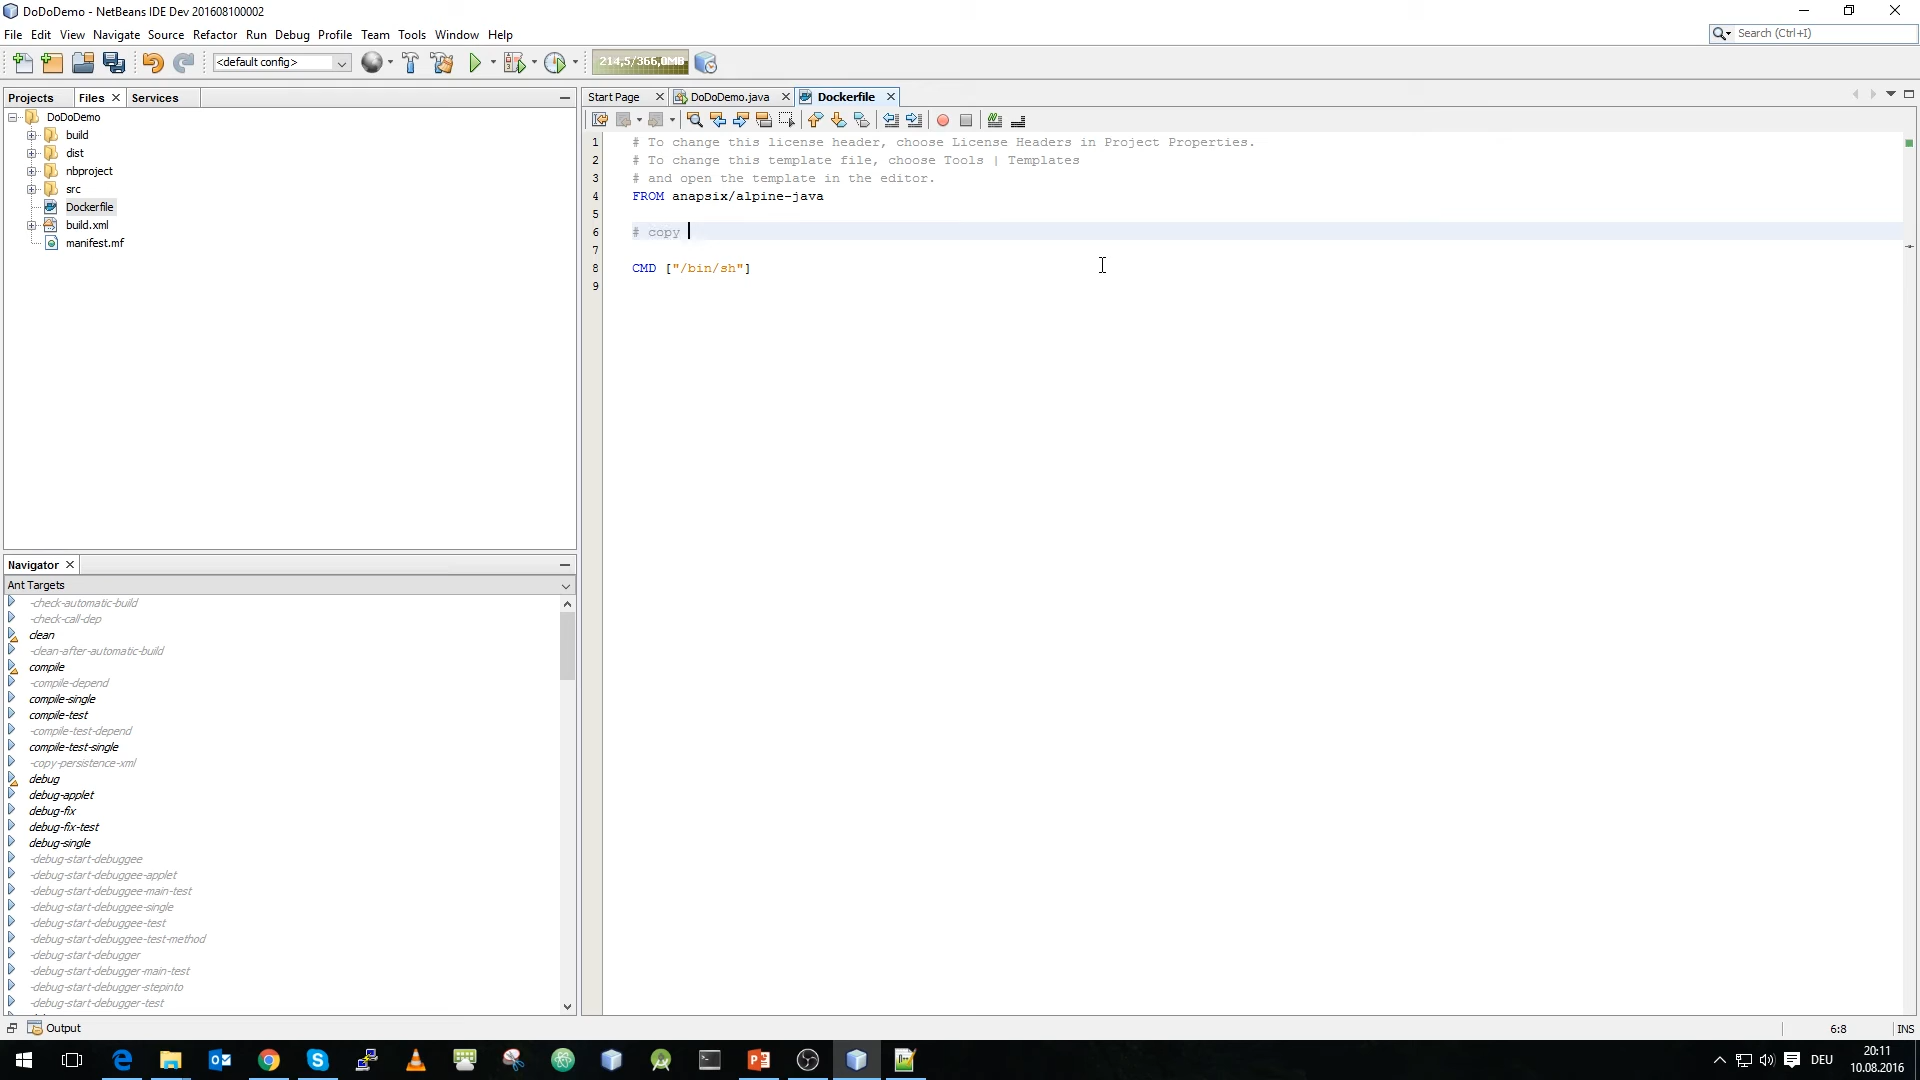 DoDoDemo - NetBeans IDE Dev 201608100002
File Edit View Navigate Source Refactor Run Debug Profile Team Tools Window Help
Search (Ctrl+I)
<default config>
214,5/366,0MB
Projects Files Services
Start Page DoDoDemo.java Dockerfile
DoDoDemo
build
dist
nbproject
src
Dockerfile
build.xml
manifest.mf
1 # To change this license header, choose License Headers in Project Properties.
2 # To change this template file, choose Tools | Templates
3 # and open the template in the editor.
4 FROM anapsix/alpine-java
5
6 # copy
7
8 CMD ["/bin/sh"]
9
Navigator
Ant Targets
-check-automatic-build
-check-call-dep
clean
-clean-after-automatic-build
compile
-compile-depend
compile-single
compile-test
-compile-test-depend
compile-test-single
-copy-persistence-xml
debug
debug-applet
debug-fix
debug-fix-test
debug-single
-debug-start-debuggee
-debug-start-debuggee-applet
-debug-start-debuggee-main-test
-debug-start-debuggee-single
-debug-start-debuggee-test
-debug-start-debuggee-test-method
-debug-start-debugger
-debug-start-debugger-main-test
-debug-start-debugger-stepinto
-debug-start-debugger-test
Output
6:8 INS
DEU
20:11
10.08.2016